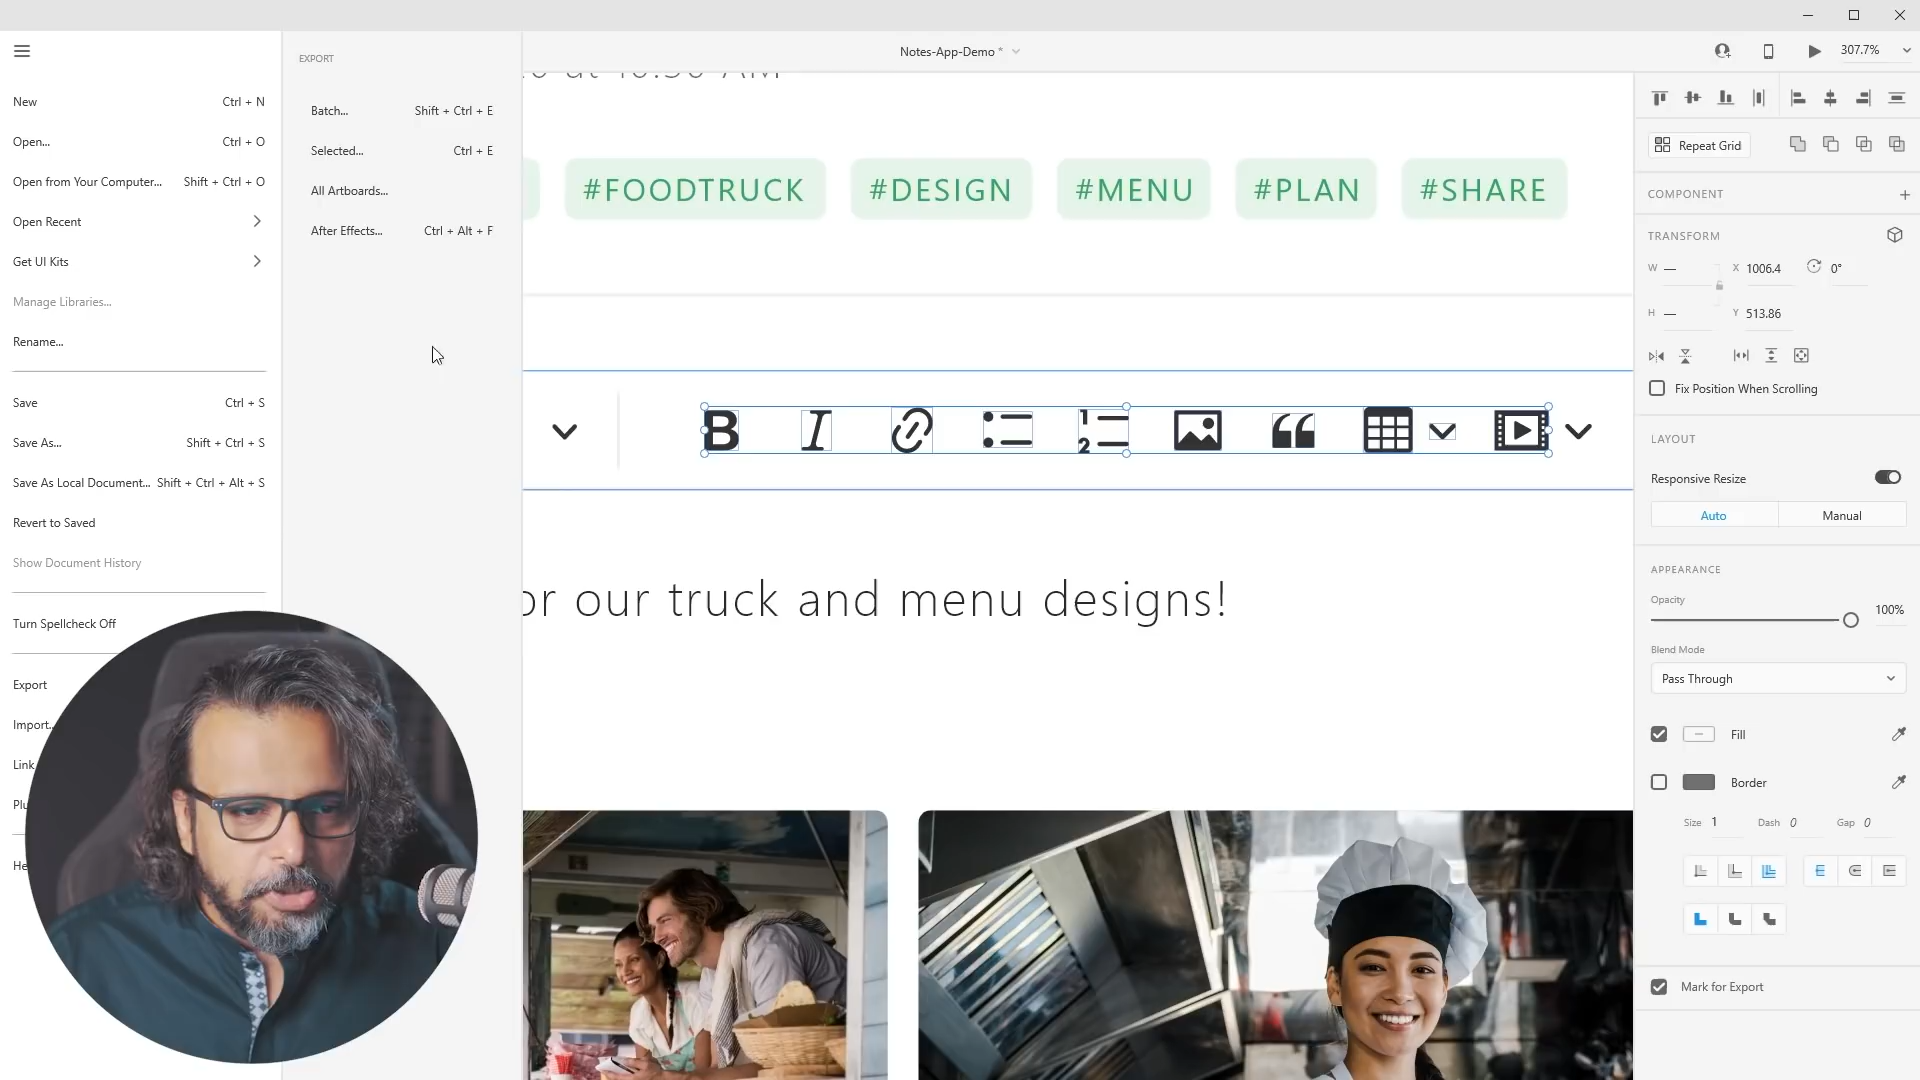 Notes-App-Demo *
307.7%
New Ctrl + N
Open... Ctrl + O
Open from Your Computer... Shift + Ctrl + O
Open Recent
Get UI Kits
Manage Libraries...
Rename...
Save Ctrl + S
Save As... Shift + Ctrl + S
Save As Local Document... Shift + Ctrl + Alt + S
Revert to Saved
Show Document History
Turn Spellcheck Off
Export
Import..
Link
EXPORT
Batch... Shift + Ctrl + E
Selected... Ctrl + E
All Artboards...
After Effects... Ctrl + Alt + F
#FOODTRUCK #DESIGN #MENU #PLAN #SHARE
B I
1
2
or our truck and menu designs!
Repeat Grid
COMPONENT
TRANSFORM
W — X 1006.4 0°
H — Y 513.86
Fix Position When Scrolling
LAYOUT
Responsive Resize
Auto Manual
APPEARANCE
Opacity
100%
Blend Mode
Pass Through
Fill
Border
Size 1 Dash 0 Gap 0
Mark for Export